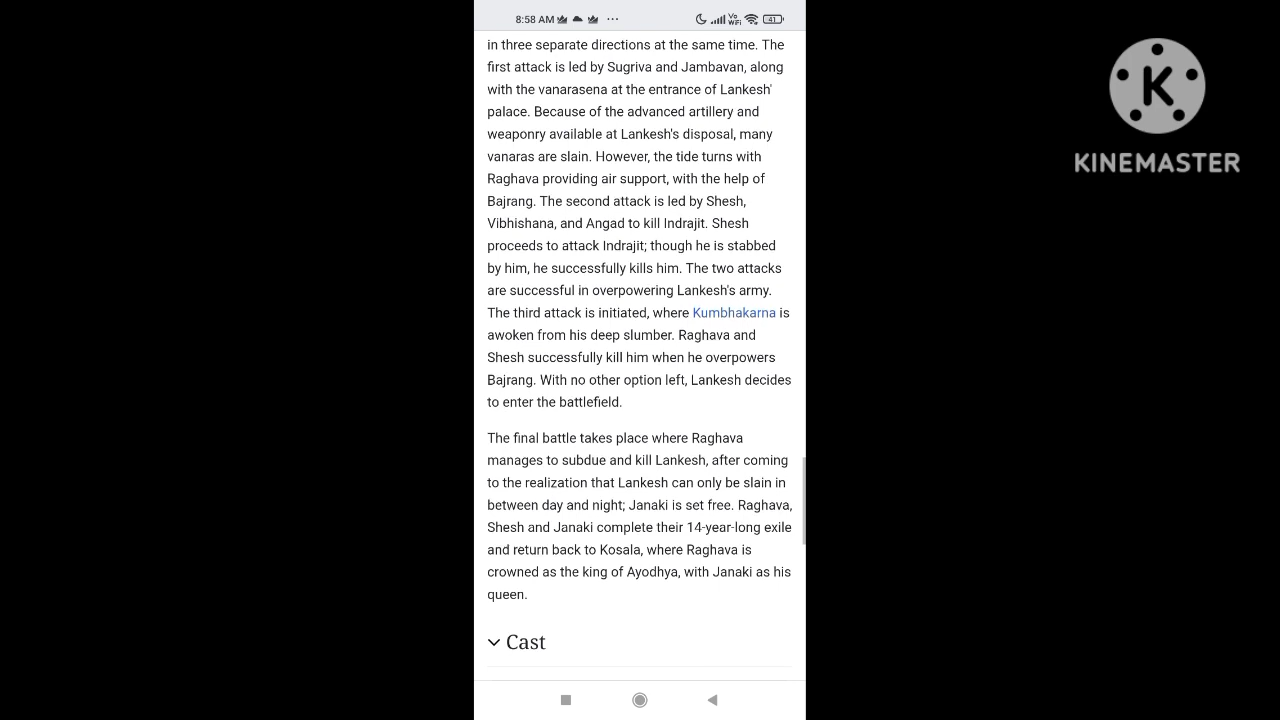 8:58 AM ...
Vo
WiFi
41
in three separate directions at the same time. The
first attack is led by Sugriva and Jambavan, along
with the vanarasena at the entrance of Lankesh'
palace. Because of the advanced artillery and
weaponry available at Lankesh's disposal, many
vanaras are slain. However, the tide turns with
Raghava providing air support, with the help of
Bajrang. The second attack is led by Shesh,
Vibhishana, and Angad to kill Indrajit. Shesh
proceeds to attack Indrajit; though he is stabbed
by him, he successfully kills him. The two attacks
are successful in overpowering Lankesh's army.
The third attack is initiated, where Kumbhakarna is
awoken from his deep slumber. Raghava and
Shesh successfully kill him when he overpowers
Bajrang. With no other option left, Lankesh decides
to enter the battlefield.
The final battle takes place where Raghava
manages to subdue and kill Lankesh, after coming
to the realization that Lankesh can only be slain in
between day and night; Janaki is set free. Raghava,
Shesh and Janaki complete their 14-year-long exile
and return back to Kosala, where Raghava is
crowned as the king of Ayodhya, with Janaki as his
queen.
Cast
K
KINEMASTER